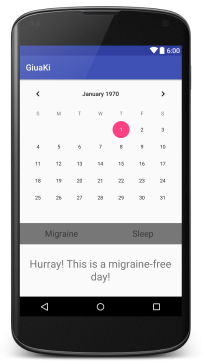 6:00
GiuaKi
January 1970
S M T W T F S
1 2 3
4 5 6 7 8 9 10
11 12 13 14 15 16 17
18 19 20 21 22 23 24
25 26 27 28 29 30 31
Migraine Sleep
Hurray! This is a migraine-free
day!